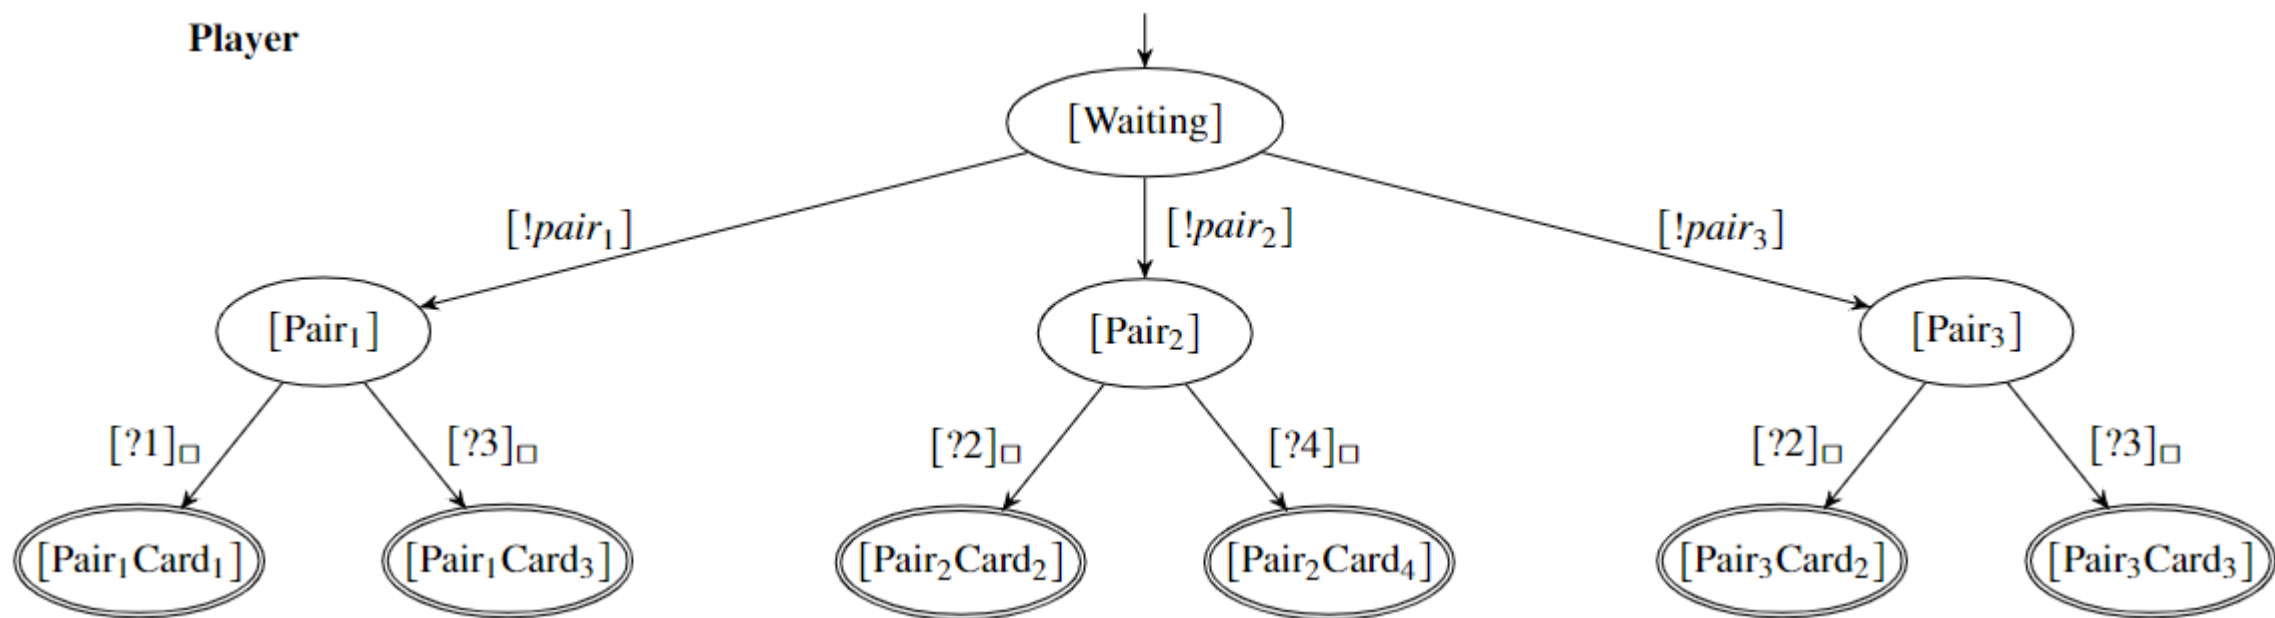 Player
[Waiting]
[!pair₁]
[!pair₂]
[!pair₃]
[Pair₁]
[Pair₂]
[Pair₃]
[?1]□
[?3]□
[?2]□
[?4]□
[?2]□
[?3]□
[Pair₁Card₁]
[Pair₁Card₃]
[Pair₂Card₂]
[Pair₂Card₄]
[Pair₃Card₂]
[Pair₃Card₃]